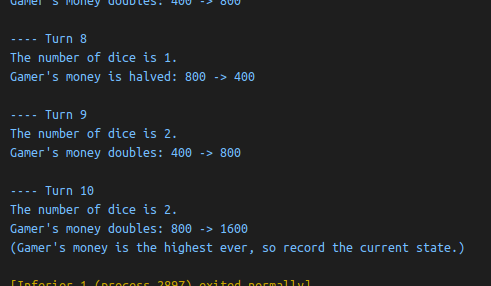 Gamer's money doubles: 400 -> 800
---- Turn 8
The number of dice is 1.
Gamer's money is halved: 800 -> 400
---- Turn 9
The number of dice is 2.
Gamer's money doubles: 400 -> 800
---- Turn 10
The number of dice is 2.
Gamer's money doubles: 800 -> 1600
(Gamer's money is the highest ever, so record the current state.)
[Inferior 1 (process 2897) exited normally]